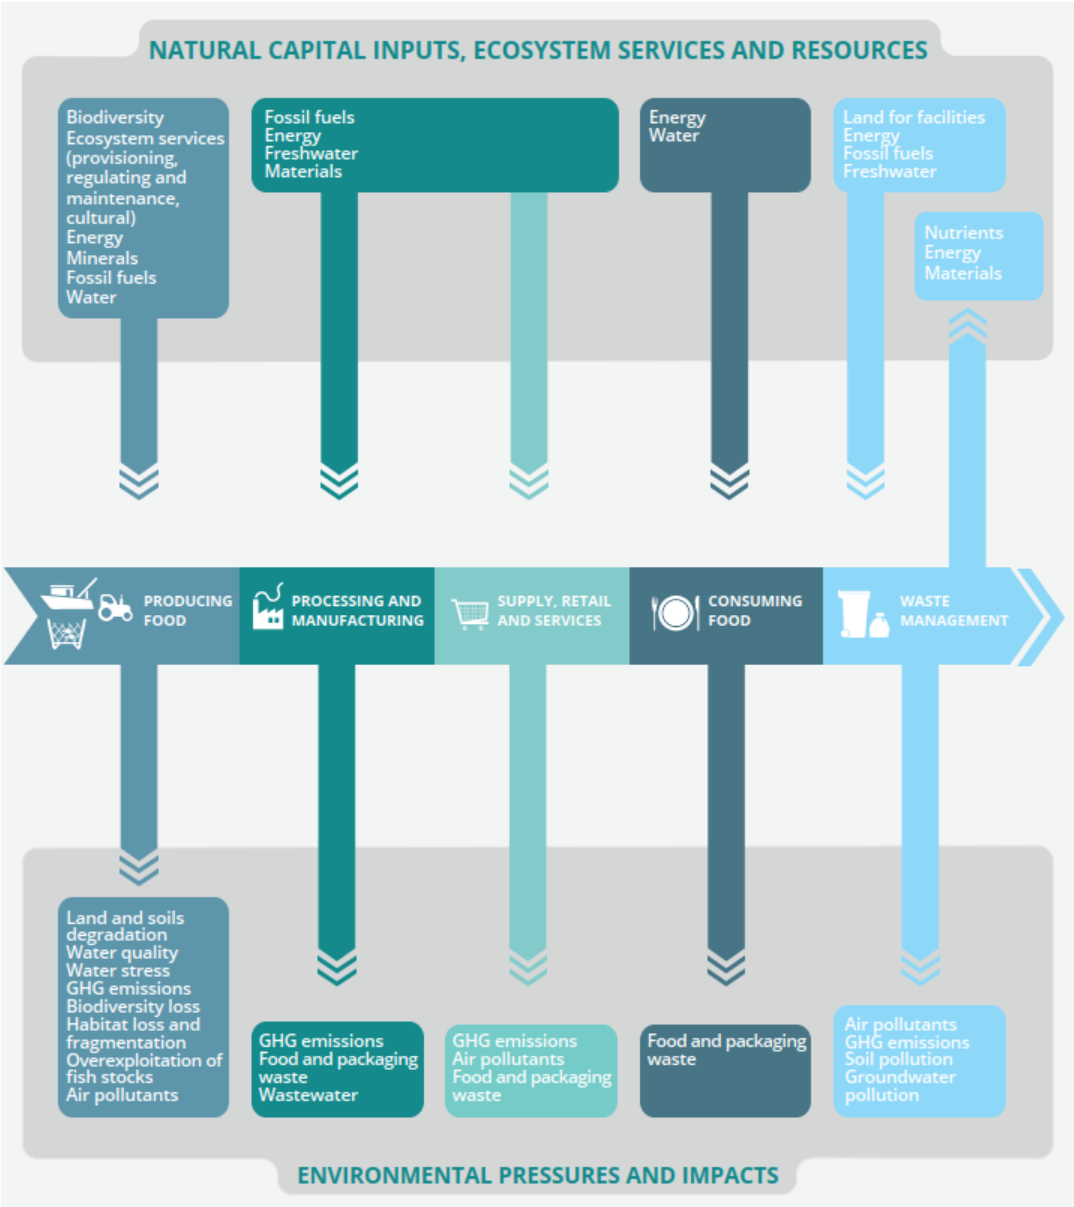 NATURAL CAPITAL INPUTS, ECOSYSTEM SERVICES AND RESOURCES
Biodiversity
Ecosystem services
(provisioning,
regulating and
maintenance,
cultural)
Energy
Minerals
Fossil fuels
Water
Fossil fuels
Energy
Freshwater
Materials
Energy
Water
Land for facilities
Energy
Fossil fuels
Freshwater
Nutrients
Energy
Materials
PRODUCING
FOOD
PROCESSING AND
MANUFACTURING
SUPPLY, RETAIL
AND SERVICES
CONSUMING
FOOD
WASTE
MANAGEMENT
Land and soils
degradation
Water quality
Water stress
GHG emissions
Biodiversity loss
Habitat loss and
fragmentation
Overexploitation of
fish stocks
Air pollutants
GHG emissions
Food and packaging
waste
Wastewater
GHG emissions
Air pollutants
Food and packaging
waste
Food and packaging
waste
Air pollutants
GHG emissions
Soil pollution
Groundwater
pollution
ENVIRONMENTAL PRESSURES AND IMPACTS